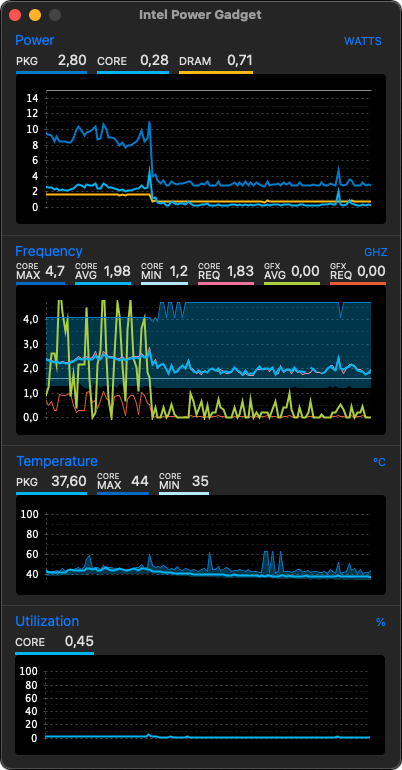 Intel Power Gadget
Power WATTS
PKG 2,80 CORE 0,28 DRAM 0,71
14
12
10
8
6
4
2
0
Frequency GHZ
CORE MAX 4,7 CORE AVG 1,98 CORE MIN 1,2 CORE REQ 1,83 GFX AVG 0,00 GFX REQ 0,00
4,0
3,0
2,0
1,0
0,0
Temperature °C
PKG 37,60 CORE MAX 44 CORE MIN 35
100
80
60
40
Utilization %
CORE 0,45
100
80
60
40
20
0